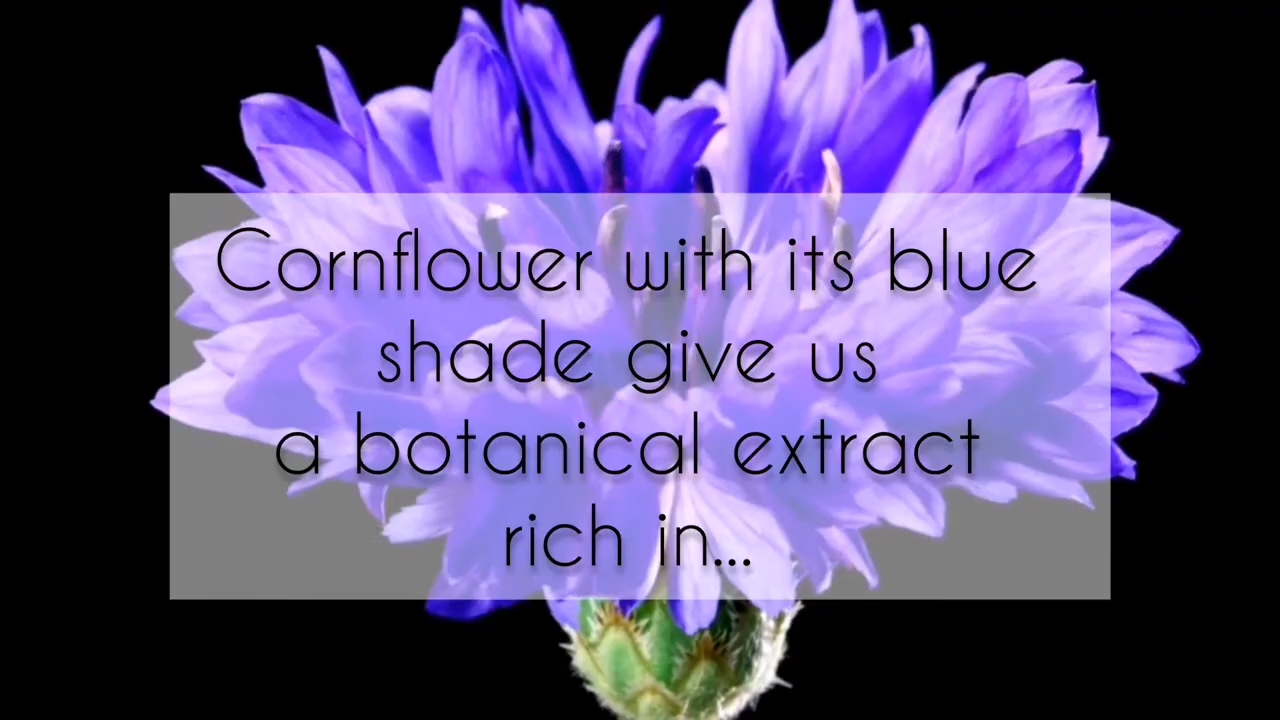 Cornflower with its blue
shade give us
a botanical extract
rich in...